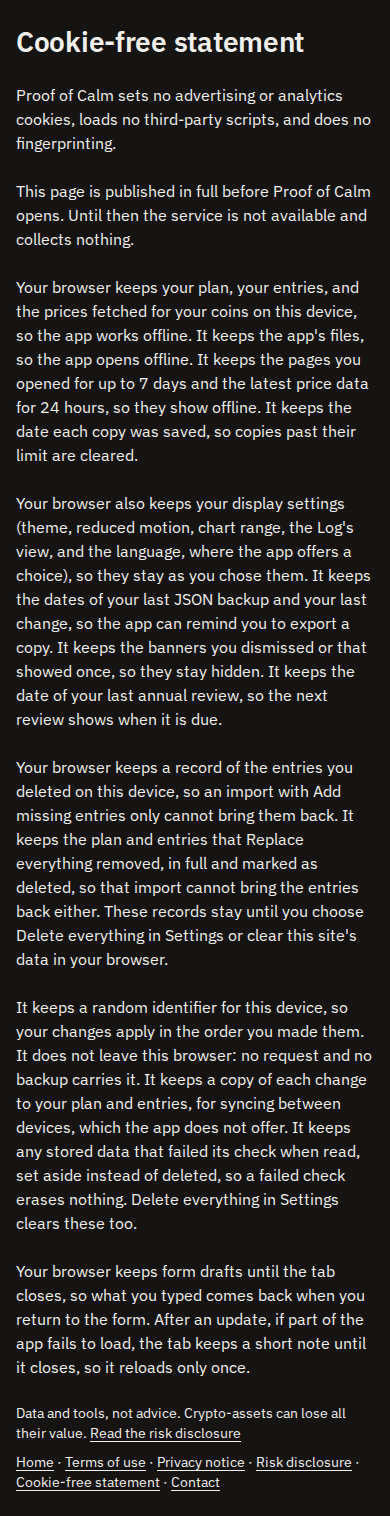 Cookie-free statement
Proof of Calm sets no advertising or analytics
cookies, loads no third-party scripts, and does no
fingerprinting.
This page is published in full before Proof of Calm
opens. Until then the service is not available and
collects nothing.
Your browser keeps your plan, your entries, and
the prices fetched for your coins on this device,
so the app works offline. It keeps the app's files,
so the app opens offline. It keeps the pages you
opened for up to 7 days and the latest price data
for 24 hours, so they show offline. It keeps the
date each copy was saved, so copies past their
limit are cleared.
Your browser also keeps your display settings
(theme, reduced motion, chart range, the Log's
view, and the language, where the app offers a
choice), so they stay as you chose them. It keeps
the dates of your last JSON backup and your last
change, so the app can remind you to export a
copy. It keeps the banners you dismissed or that
showed once, so they stay hidden. It keeps the
date of your last annual review, so the next
review shows when it is due.
Your browser keeps a record of the entries you
deleted on this device, so an import with Add
missing entries only cannot bring them back. It
keeps the plan and entries that Replace
everything removed, in full and marked as
deleted, so that import cannot bring the entries
back either. These records stay until you choose
Delete everything in Settings or clear this site's
data in your browser.
It keeps a random identifier for this device, so
your changes apply in the order you made them.
It does not leave this browser: no request and no
backup carries it. It keeps a copy of each change
to your plan and entries, for syncing between
devices, which the app does not offer. It keeps
any stored data that failed its check when read,
set aside instead of deleted, so a failed check
erases nothing. Delete everything in Settings
clears these too.
Your browser keeps form drafts until the tab
closes, so what you typed comes back when you
return to the form. After an update, if part of the
app fails to load, the tab keeps a short note until
it closes, so it reloads only once.
Data and tools, not advice. Crypto-assets can lose all
their value. Read the risk disclosure
Home · Terms of use · Privacy notice · Risk disclosure ·
Cookie-free statement · Contact